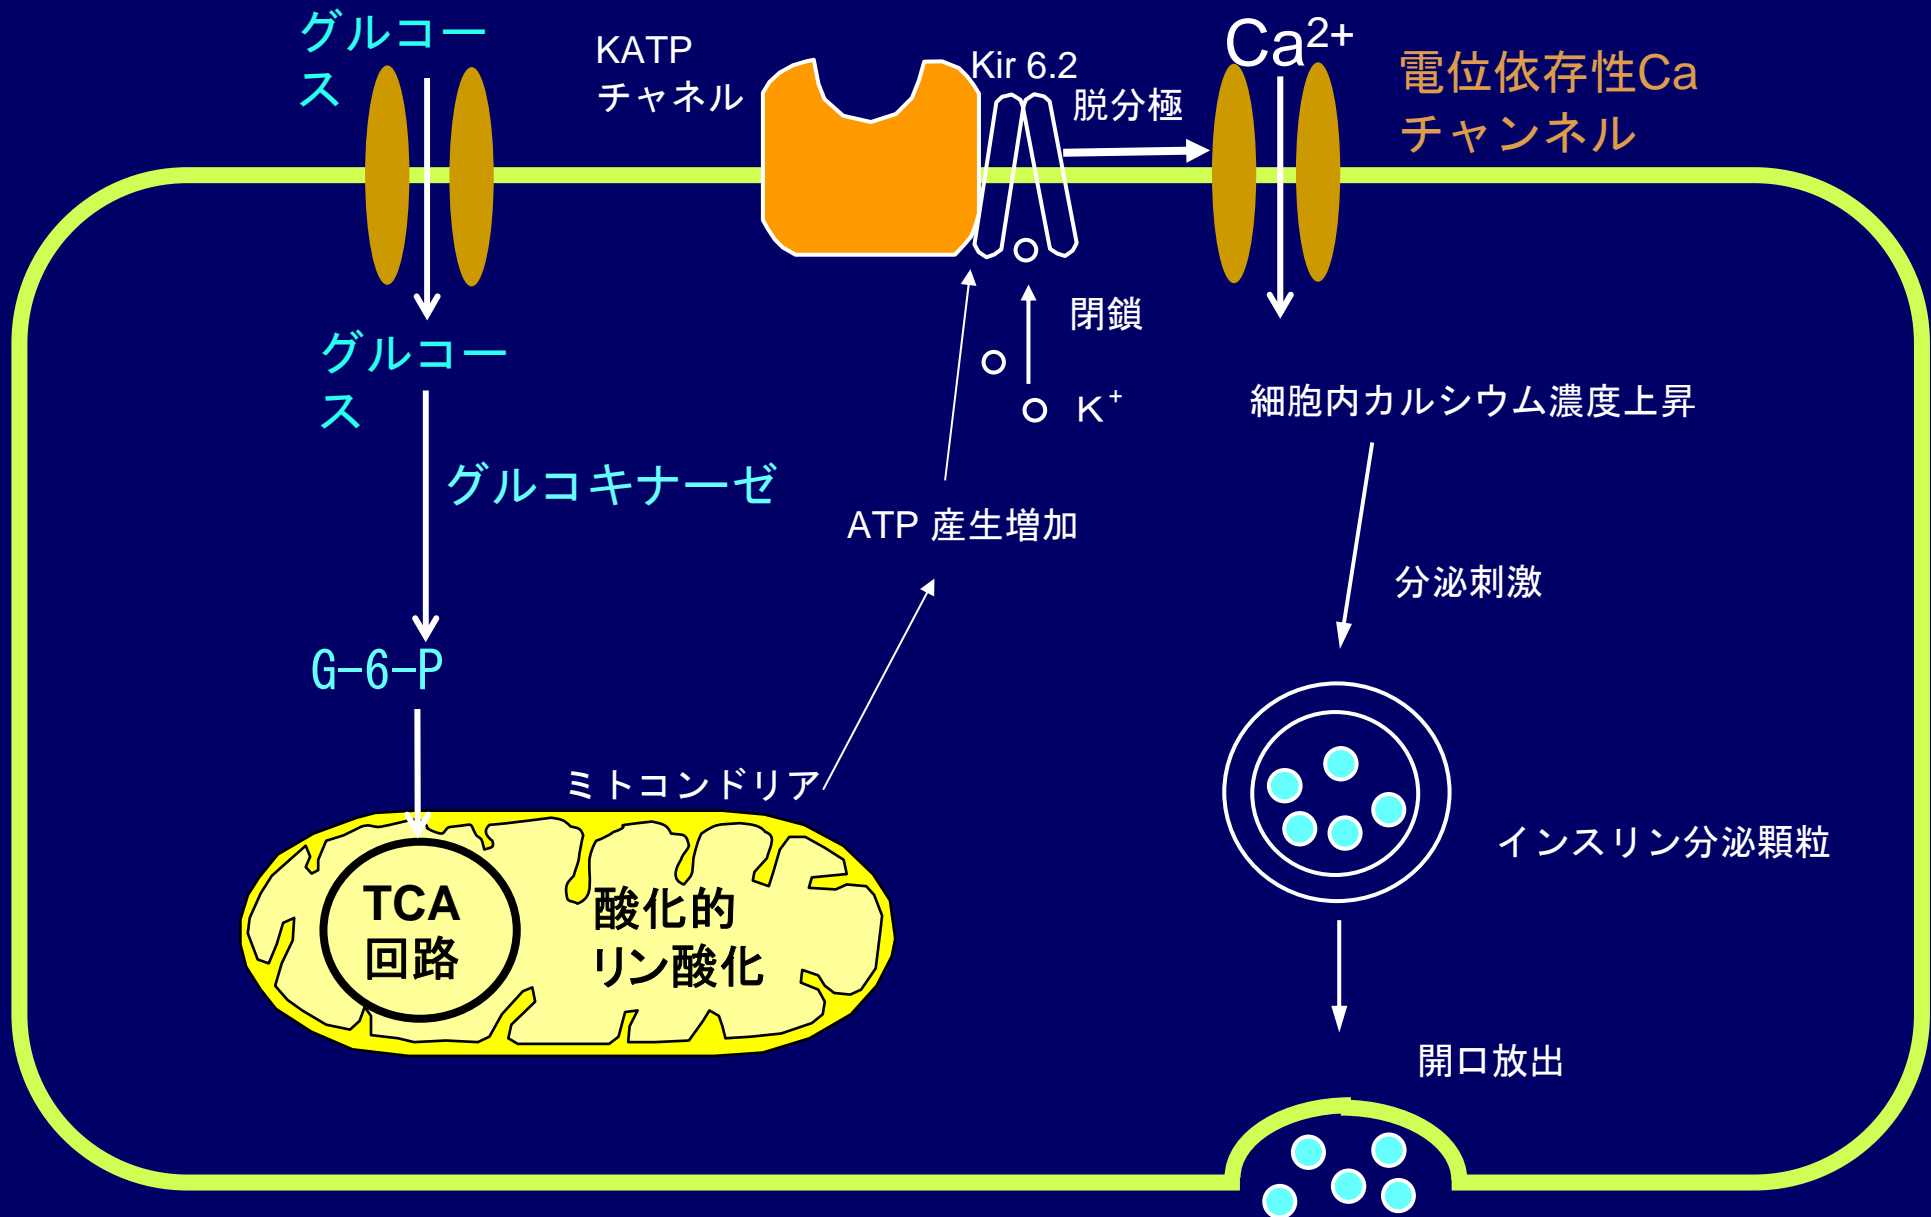 グルコー
ス
KATP
チャネル
Kir 6.2
脱分極
Ca²⁺
電位依存性Ca
チャンネル
グルコー
ス
閉鎖
K⁺
細胞内カルシウム濃度上昇
グルコキナーゼ
ATP 産生増加
分泌刺激
G-6-P
ミトコンドリア
TCA
回路
酸化的
リン酸化
インスリン分泌顆粒
開口放出